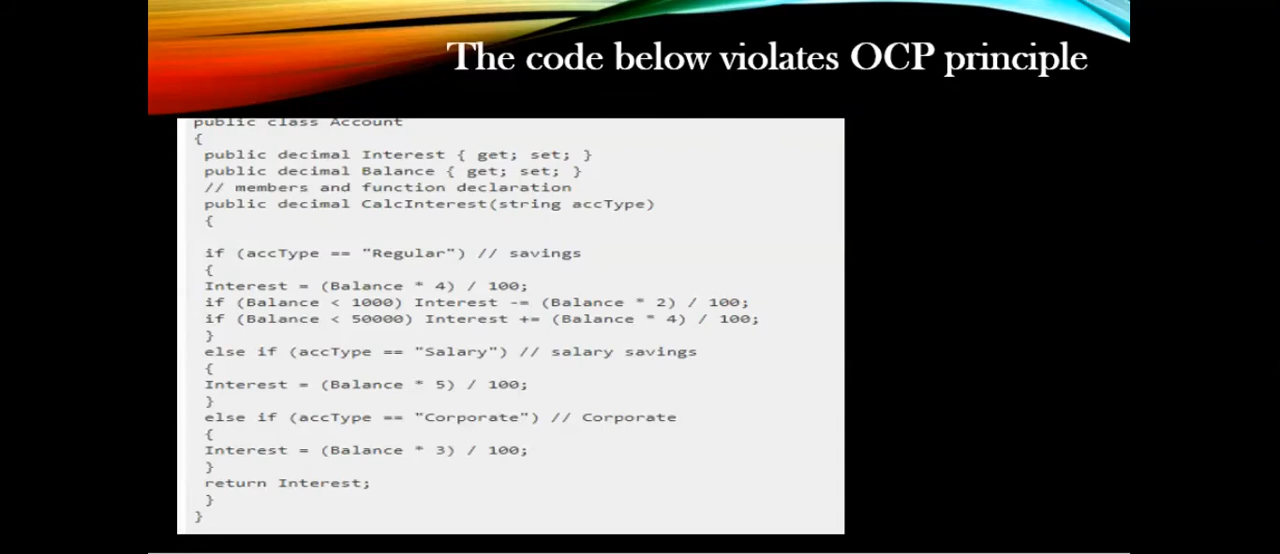 The code below violates OCP principle
public class Account
{
public decimal Interest { get; set; }
public decimal Balance { get; set; }
// members and function declaration
public decimal CalcInterest(string accType)
{
if (accType == "Regular") // savings
{
Interest = (Balance * 4) / 100;
if (Balance < 1000) Interest -= (Balance * 2) / 100;
if (Balance < 50000) Interest += (Balance * 4) / 100;
}
else if (accType == "Salary") // salary savings
{
Interest = (Balance * 5) / 100;
}
else if (accType == "Corporate") // Corporate
{
Interest = (Balance * 3) / 100;
}
return Interest;
}
}